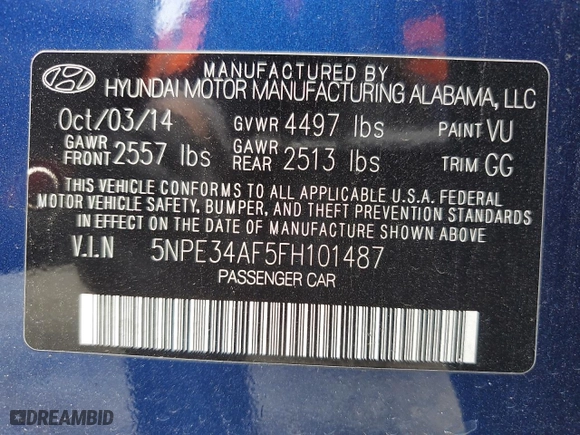 MANUFACTURED BY
HYUNDAI MOTOR MANUFACTURING ALABAMA, LLC
Oct/03/14 GVWR 4497 lbs PAINT VU
GAWR FRONT 2557 lbs GAWR REAR 2513 lbs TRIM GG
THIS VEHICLE CONFORMS TO ALL APPLICABLE U.S.A. FEDERAL
MOTOR VEHICLE SAFETY, BUMPER, AND THEFT PREVENTION STANDARDS
IN EFFECT ON THE DATE OF MANUFACTURE SHOWN ABOVE.
V.I.N 5NPE34AF5FH101487
PASSENGER CAR
DREAMBID